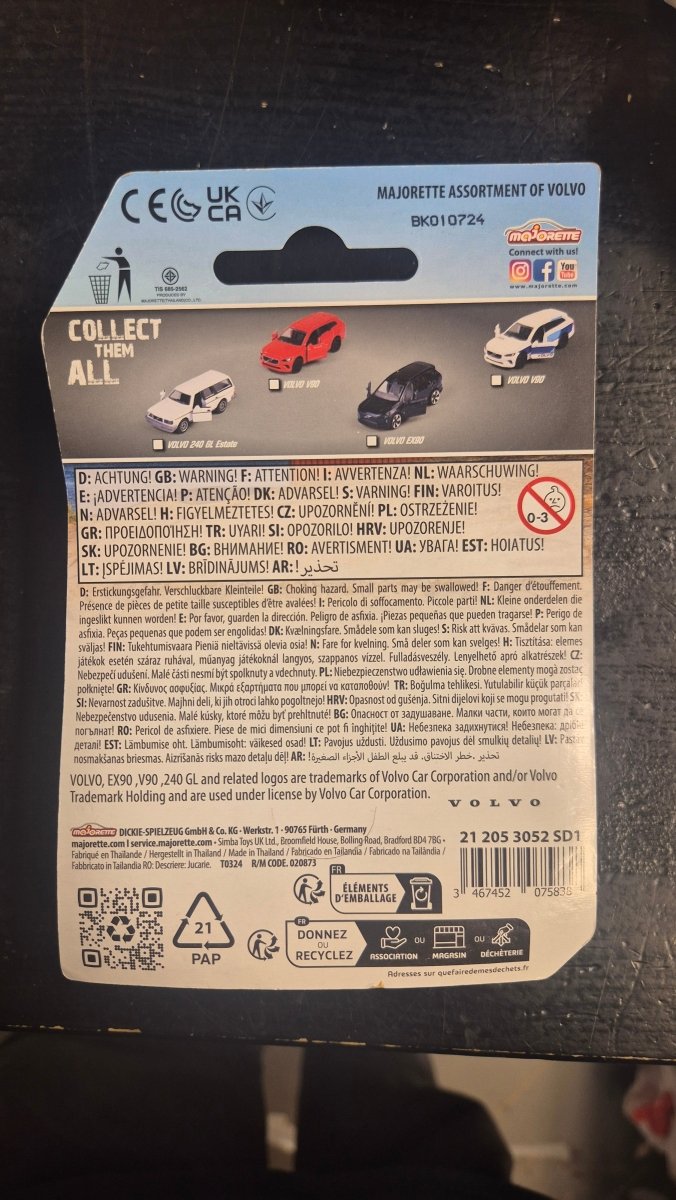 CE
UK
CA
MAJORETTE ASSORTMENT OF VOLVO
BK010724
majORETTE
Connect with us!
You
Tube
www.majorette.com
TIS 685-2562
PRODUCED BY
MAJORETTE(THAILAND)CO.,LTD.
COLLECT
THEM
ALL
VOLVO V90
VOLVO V90
VOLVO 240 GL Estate
VOLVO EX90
D: ACHTUNG! GB: WARNING! F: ATTENTION! I: AVVERTENZA! NL: WAARSCHUWING!
E: ¡ADVERTENCIA! P: ATENÇÃO! DK: ADVARSEL! S: VARNING! FIN: VAROITUS!
N: ADVARSEL! H: FIGYELMEZTETES! CZ: UPOZORNĚNÍ! PL: OSTRZEŻENIE!
GR: ΠΡΟΕΙΔΟΠΟΊΗΣΗ! TR: UYARI! SI: OPOZORILO! HRV: UPOZORENJE!
SK: UPOZORNENIE! BG: ВНИМАНИЕ! RO: AVERTISMENT! UA: УВАГА! EST: HOIATUS!
LT: ĮSPĖJIMAS! LV: BRĪDINĀJUMS! AR: تحذير!
0-3
D: Erstickungsgefahr. Verschluckbare Kleinteile! GB: Choking hazard. Small parts may be swallowed! F: Danger d'étouffement.
Présence de pièces de petite taille susceptibles d'être avalées! I: Pericolo di soffocamento. Piccole parti! NL: Kleine onderdelen die
ingeslikt kunnen worden! E: Por favor, guarden la dirección. Peligro de asfixia. ¡Piezas pequeñas que pueden tragarse! P: Perigo de
asfixia. Peças pequenas que podem ser engolidas! DK: Kvælningsfare. Smådele som kan sluges! S: Risk att kvävas. Smådelar som kan
sväljas! FIN: Tukehtumisvaara Pieniä nieltävissä olevia osia! N: Fare for kvelning. Små deler som kan svelges! H: Tisztítása: elemes
játékok esetén száraz ruhával, műanyag játékoknál langyos, szappanos vízzel. Fulladásveszély. Lenyelhető apró alkatrészek! CZ:
Nebezpečí udušení. Malé části nesmí být spolknuty a vdechnuty. PL: Niebezpieczenstwo udławienia się. Drobne elementy mogą zostać
połknięte! GR: Κίνδυνος ασφυξίας. Μικρά εξαρτήματα που μπορεί να καταποθούν! TR: Boğulma tehlikesi. Yutulabilir küçük parçalar!
SI: Nevarnost zadušitve. Majhni deli, ki jih otroci lahko pogoltnejo! HRV: Opasnost od gušenja. Sitni dijelovi koji se mogu progutati! SK:
Nebezpečenstvo udusenia. Malé kúsky, ktoré môžu byť prehltnuté! BG: Опасност от задушаване. Малки части, които могат да се
погълнат! RO: Pericol de asfixiere. Piese de mici dimensiuni ce pot fi înghițite! UA: Небезпека задихнутися! Небезпека: дрібні
детали! EST: Lämbumise oht. Lämbumisoht: väikesed osad! LT: Pavojus uždusti. Uždusimo pavojus dėl smulkių detalių! LV: Pastāv
nosmakšanas briesmas. Aizrīšanās risks mazo detaļu dēļ! AR: تحذير .خطر الاختناق. قد يبلع الطفل الأجزاء الصغيرة!
VOLVO, EX90 ,V90 ,240 GL and related logos are trademarks of Volvo Car Corporation and/or Volvo
Trademark Holding and are used under license by Volvo Car Corporation.
VOLVO
majORETTE DICKIE-SPIELZEUG GmbH & Co. KG · Werkstr. 1 · 90765 Fürth · Germany
majorette.com I service.majorette.com · Simba Toys UK Ltd., Broomfield House, Bolling Road, Bradford BD4 7BG ·
Fabriqué en Thaïlande / Hergestellt in Thailand / Made in Thailand / Fabricado en Tailandia / Fabricado na Tailândia /
Fabbricato in Tailandia RO: Descriere: Jucarie. T0324 R/M CODE. 020873
21 205 3052 SD1
3 467452 075838
FR
ÉLÉMENTS
D'EMBALLAGE
21
PAP
FR
DONNEZ
OU
RECYCLEZ
ASSOCIATION
OU
MAGASIN
OU
DÉCHÈTERIE
Adresses sur quefairedemesdechets.fr